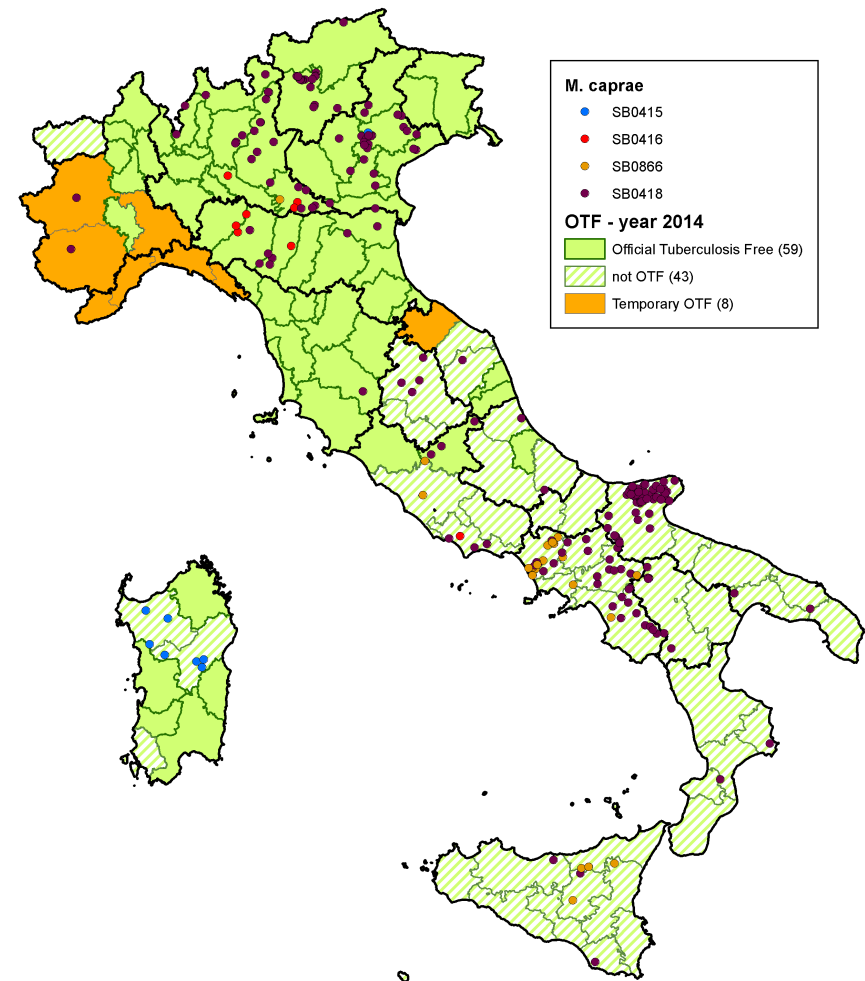 M. caprae
SB0415
SB0416
SB0866
SB0418
OTF - year 2014
Official Tuberculosis Free (59)
not OTF (43)
Temporary OTF (8)